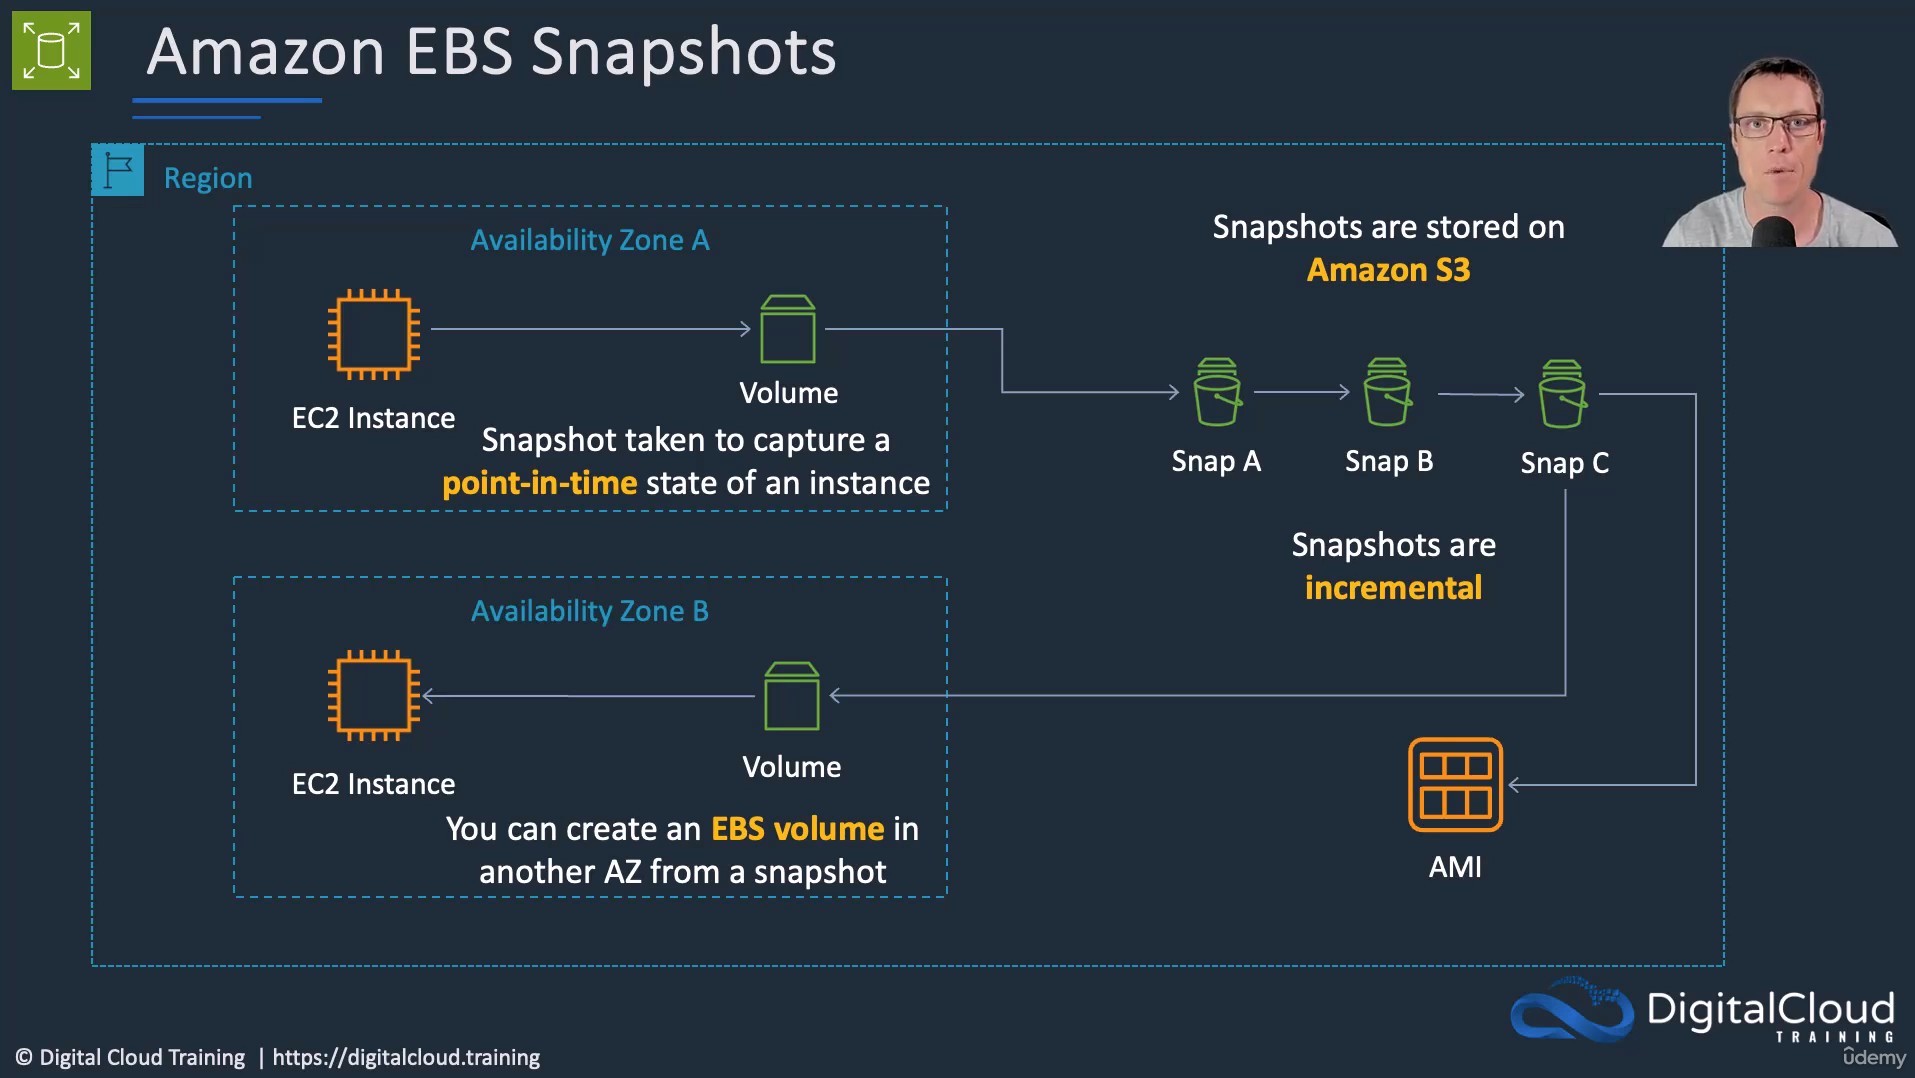 Amazon EBS Snapshots
Region
Availability Zone A
EC2 Instance
Volume
Snapshot taken to capture a
point-in-time state of an instance
Snapshots are stored on
Amazon S3
Snap A
Snap B
Snap C
Snapshots are
incremental
Availability Zone B
EC2 Instance
Volume
You can create an EBS volume in
another AZ from a snapshot
AMI
DigitalCloud
TRAINING
© Digital Cloud Training | https://digitalcloud.training
ûdemy